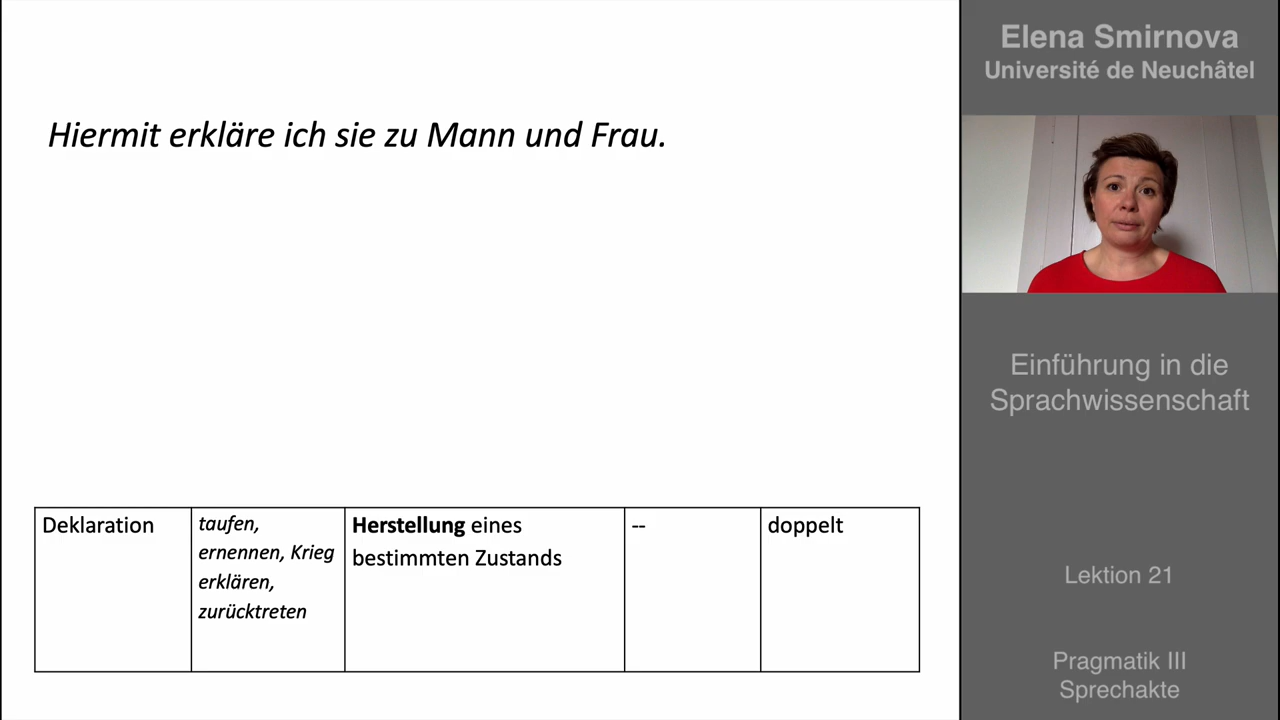 Elena Smirnova
Université de Neuchâtel
Hiermit erkläre ich sie zu Mann und Frau.
Einführung in die
Sprachwissenschaft
Deklaration
taufen,
ernennen, Krieg
erklären,
zurücktreten
Herstellung eines
bestimmten Zustands
--
doppelt
Lektion 21
Pragmatik III
Sprechakte